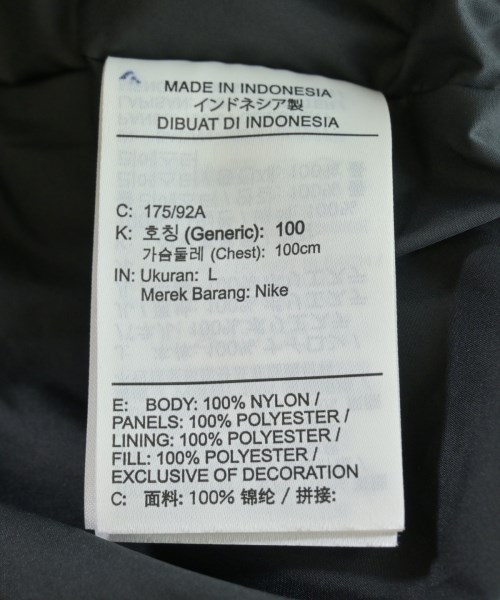 MADE IN INDONESIA
インドネシア製
DIBUAT DI INDONESIA
C: 175/92A
K: 호칭 (Generic): 100
가슴둘레 (Chest): 100cm
IN: Ukuran: L
Merek Barang: Nike
E: BODY: 100% NYLON /
PANELS: 100% POLYESTER /
LINING: 100% POLYESTER /
FILL: 100% POLYESTER /
EXCLUSIVE OF DECORATION
C: 面料: 100% 锦纶 / 拼接: